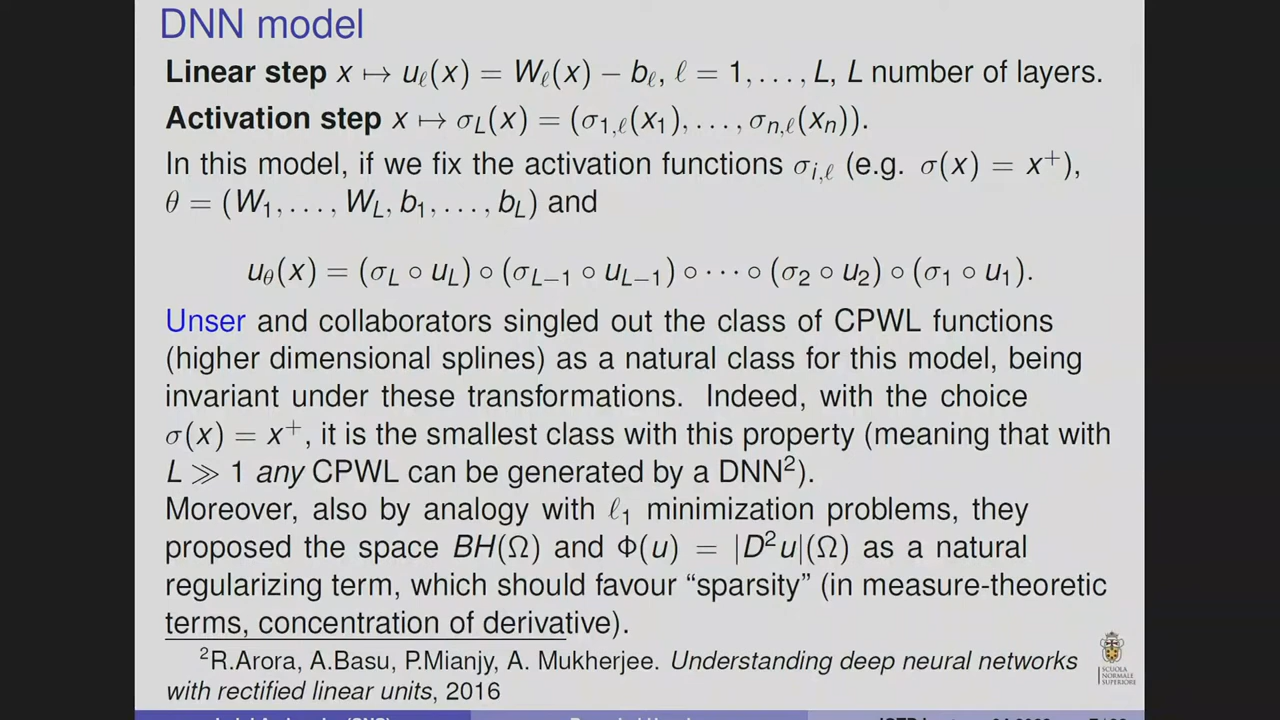 DNN model
Linear step x ↦ u_ℓ(x) = W_ℓ(x) − b_ℓ, ℓ = 1, . . . , L, L number of layers.
Activation step x ↦ σ_L(x) = (σ_{1,ℓ}(x_1), . . . , σ_{n,ℓ}(x_n)).
In this model, if we fix the activation functions σ_{i,ℓ} (e.g. σ(x) = x⁺),
θ = (W_1, . . . , W_L, b_1, . . . , b_L) and
u_θ(x) = (σ_L ∘ u_L) ∘ (σ_{L−1} ∘ u_{L−1}) ∘ · · · ∘ (σ_2 ∘ u_2) ∘ (σ_1 ∘ u_1).
Unser and collaborators singled out the class of CPWL functions
(higher dimensional splines) as a natural class for this model, being
invariant under these transformations. Indeed, with the choice
σ(x) = x⁺, it is the smallest class with this property (meaning that with
L ≫ 1 any CPWL can be generated by a DNN²).
Moreover, also by analogy with ℓ_1 minimization problems, they
proposed the space BH(Ω) and Φ(u) = |D²u|(Ω) as a natural
regularizing term, which should favour “sparsity” (in measure-theoretic
terms, concentration of derivative).
²R.Arora, A.Basu, P.Mianjy, A. Mukherjee. Understanding deep neural networks
with rectified linear units, 2016
SCUOLA
NORMALE
SUPERIORE